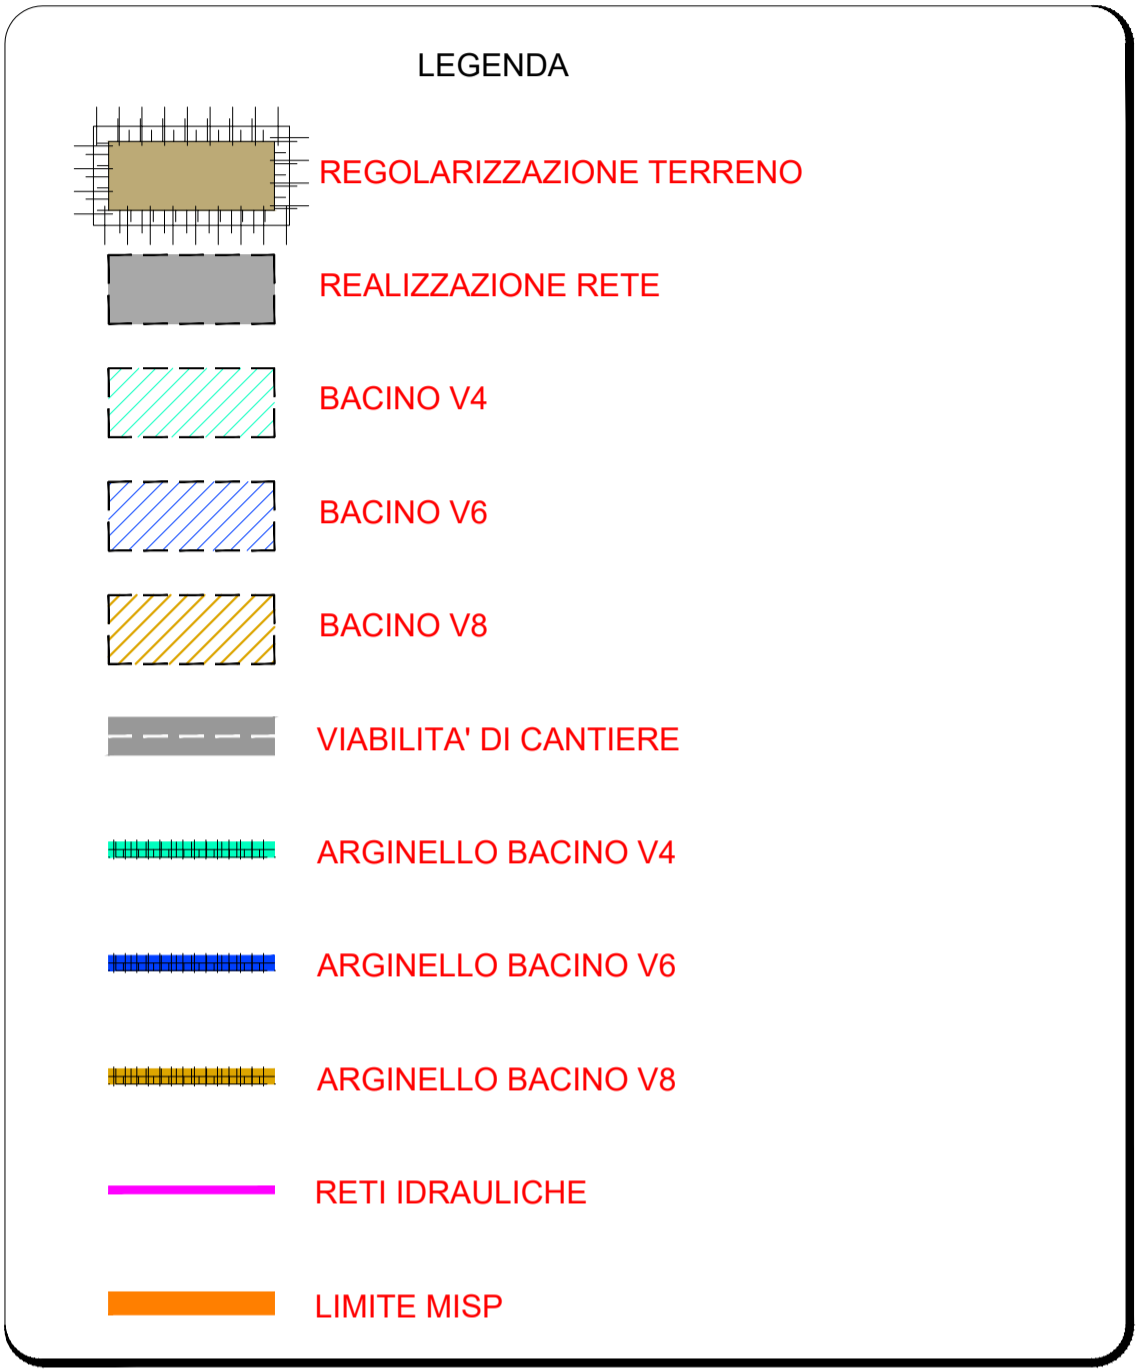 LEGENDA
REGOLARIZZAZIONE TERRENO
REALIZZAZIONE RETE
BACINO V4
BACINO V6
BACINO V8
VIABILITA' DI CANTIERE
ARGINELLO BACINO V4
ARGINELLO BACINO V6
ARGINELLO BACINO V8
RETI IDRAULICHE
LIMITE MISP